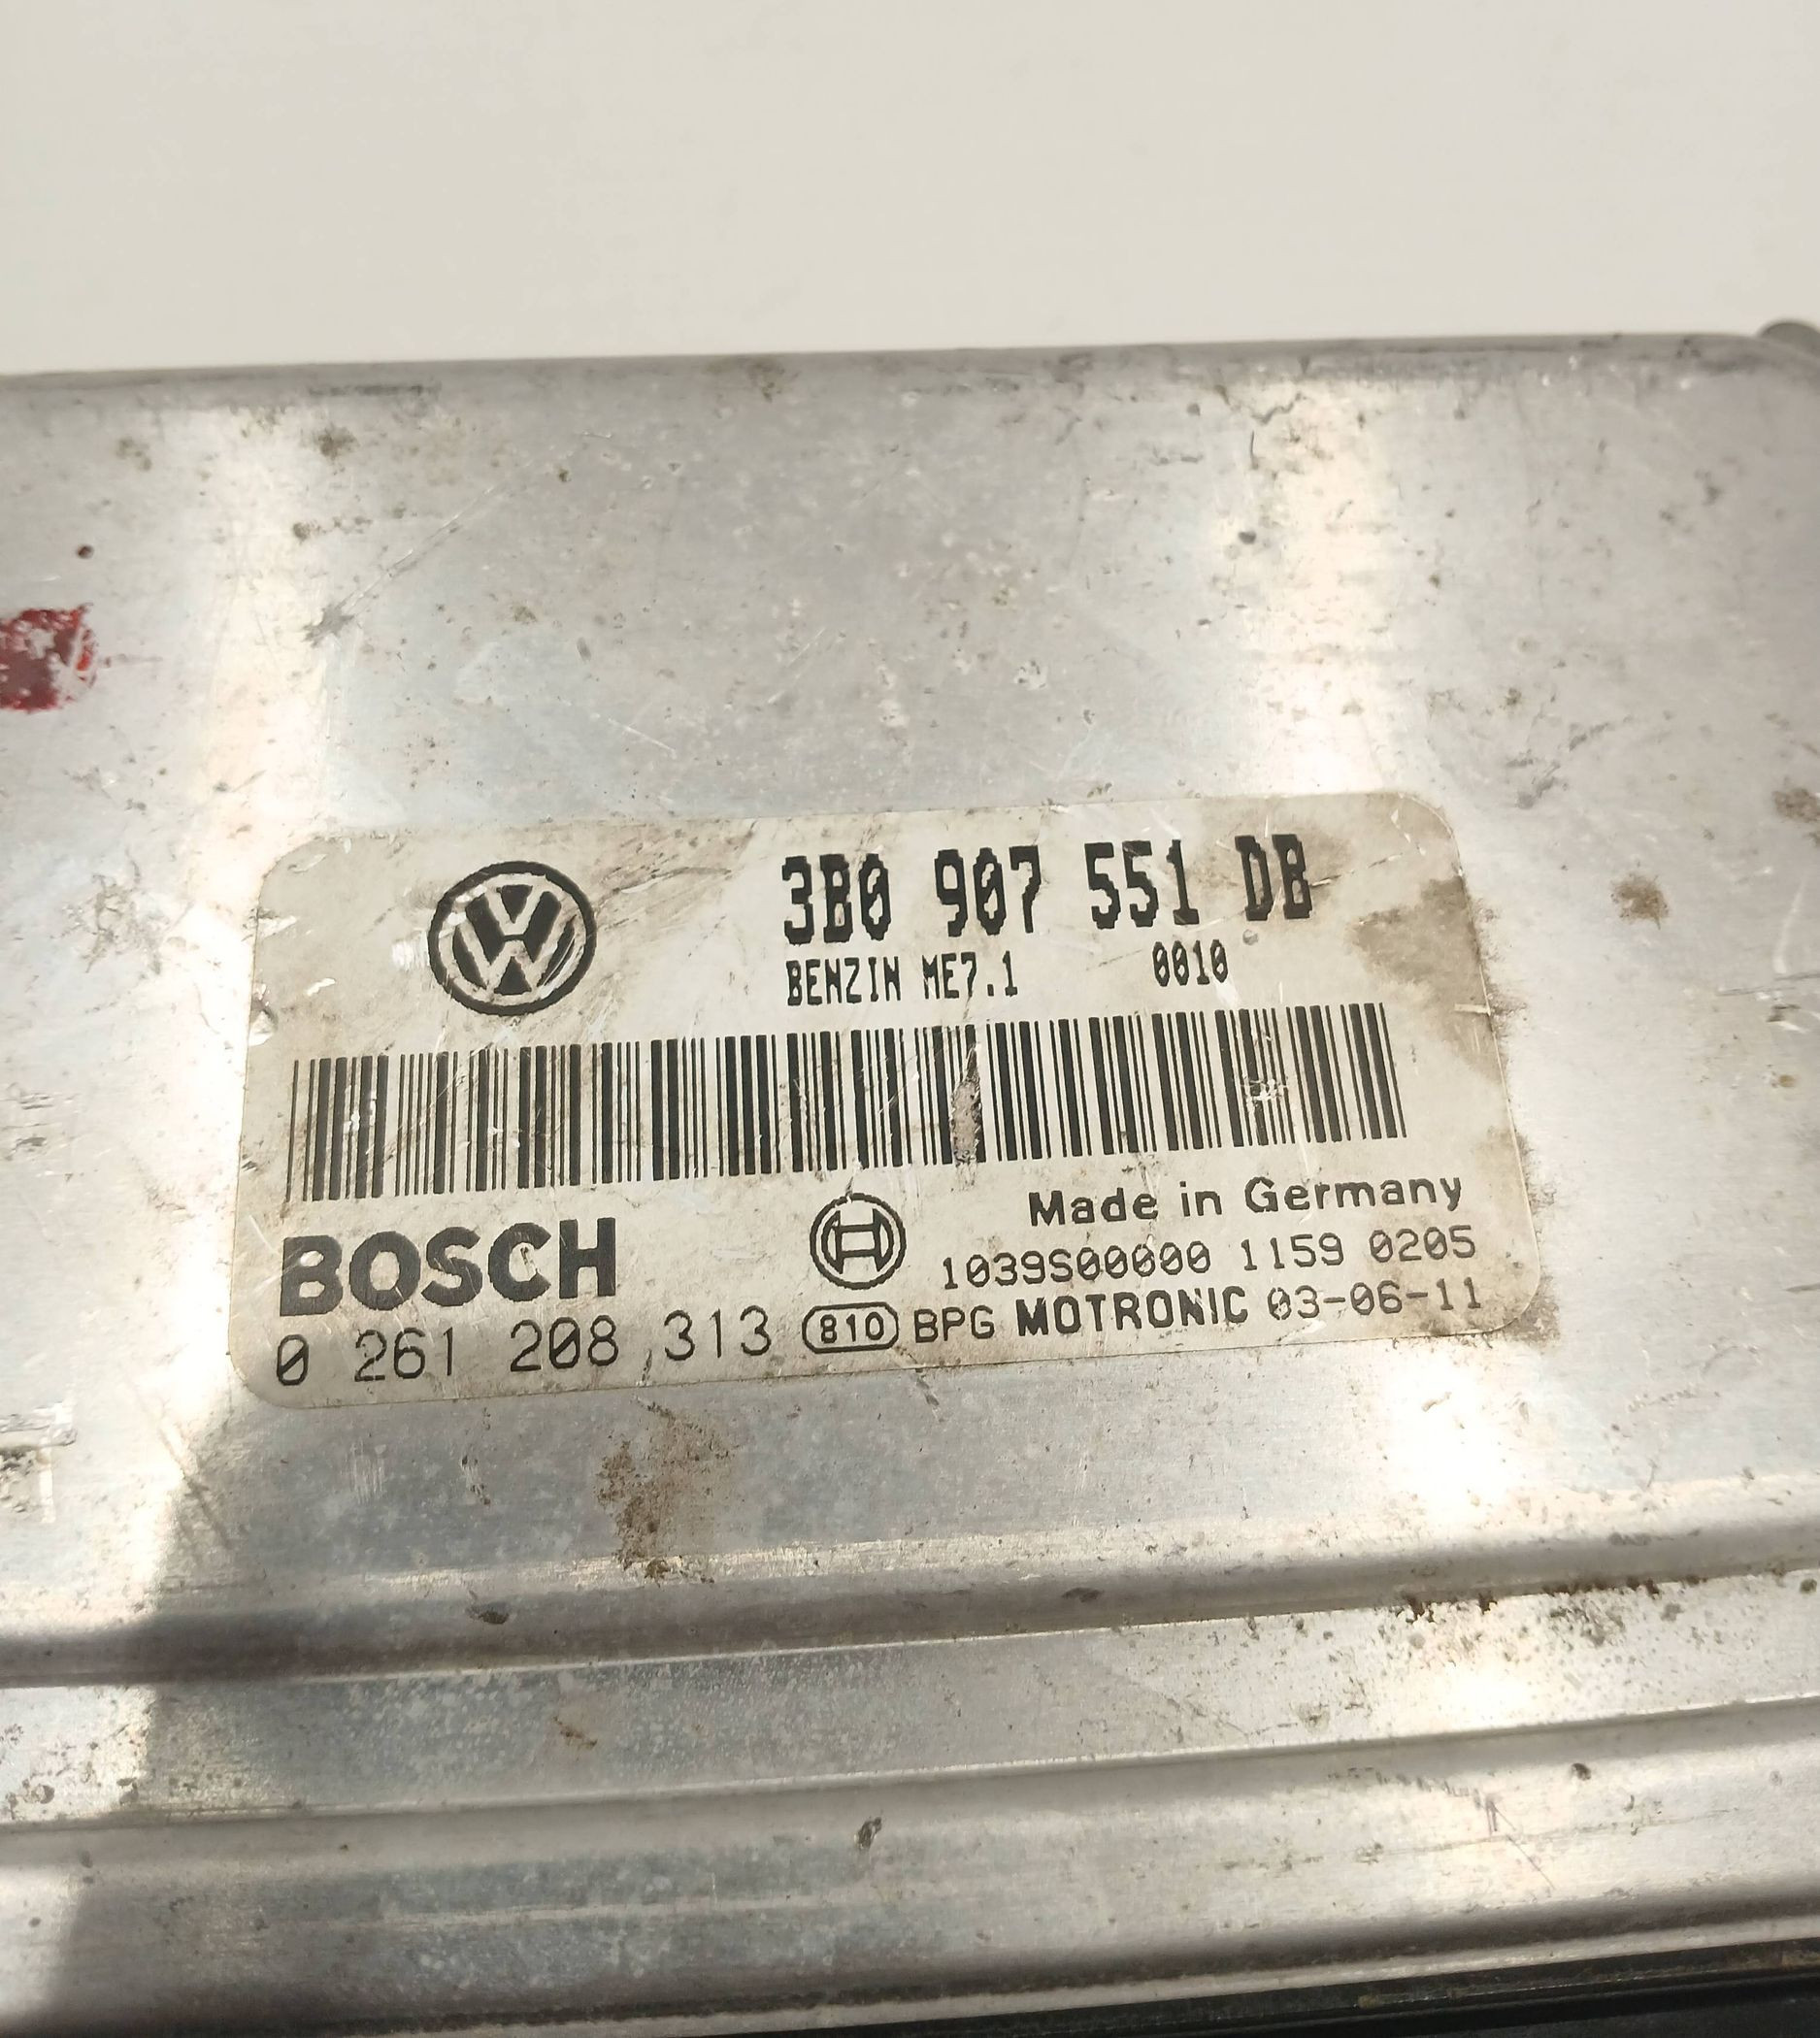 3B0 907 551 DB
BENZIN ME7.1 0010
BOSCH
Made in Germany
1039S00000 1159 0205
0 261 208 313 810 BPG MOTRONIC 03-06-11